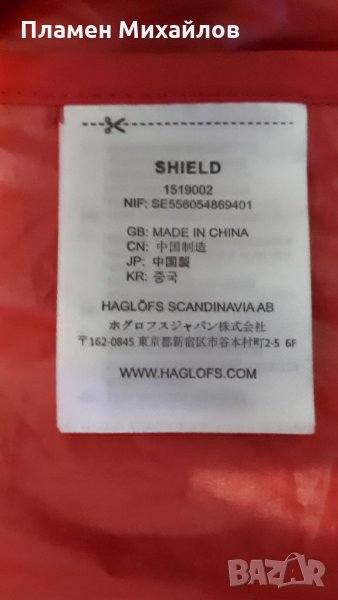 Пламен Михайлов
SHIELD
1519002
NIF: SE556054869401
GB: MADE IN CHINA
CN: 中国制造
JP: 中国製
KR: 중국
HAGLÖFS SCANDINAVIA AB
ホグロフスジャパン株式会社
〒162-0845 東京都新宿区市谷本村町2-5 6F
WWW.HAGLOFS.COM
BAZAR